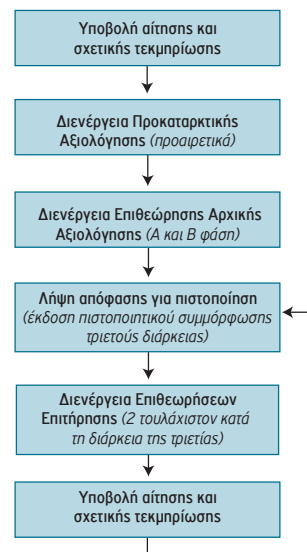 Υποβολή αίτησης και
σχετικής τεκμηρίωσης
Διενέργεια Προκαταρκτικής
Αξιολόγησης (προαιρετικά)
Διενέργεια Επιθεώρησης Αρχικής
Αξιολόγησης (Α και Β φάση)
Λήψη απόφασης για πιστοποίηση
(έκδοση πιστοποιητικού συμμόρφωσης
τριετούς διάρκειας)
Διενέργεια Επιθεωρήσεων
Επιτήρησης (2 τουλάχιστον κατά
τη διάρκεια της τριετίας)
Υποβολή αίτησης και
σχετικής τεκμηρίωσης